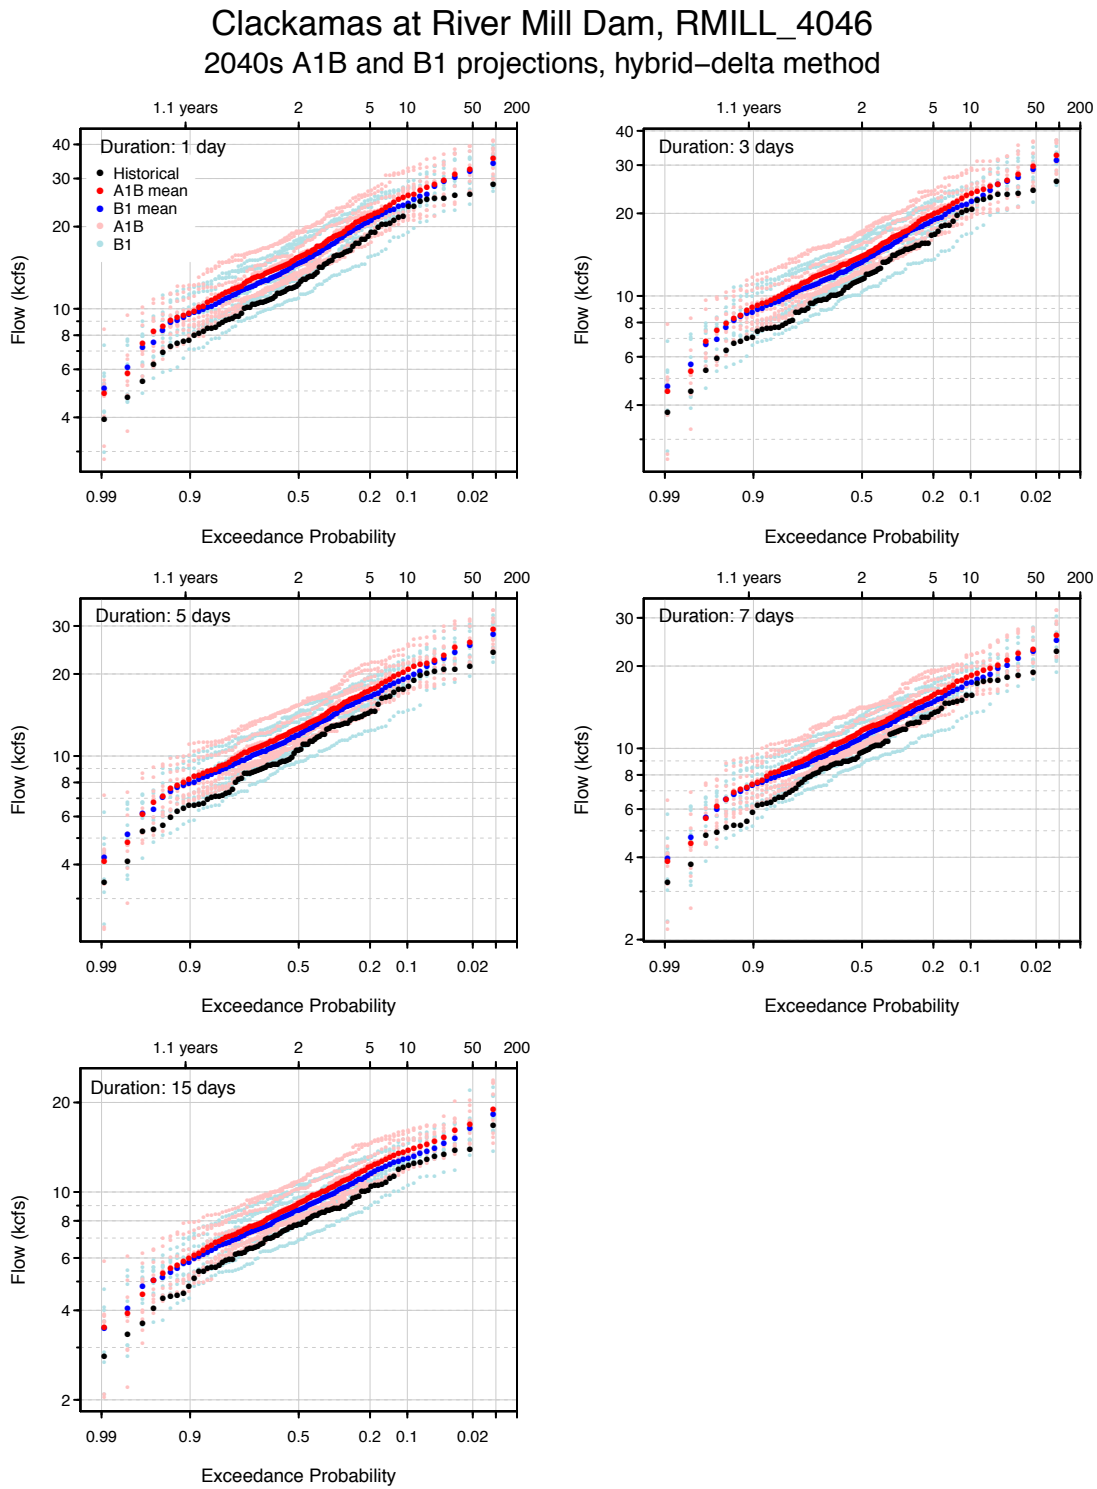 Clackamas at River Mill Dam, RMILL_4046
2040s A1B and B1 projections, hybrid−delta method
1.1 years 2 5 10 50 200
Duration: 1 day
Historical
A1B mean
B1 mean
A1B
B1
40
30
20
10
8
6
4
Flow (kcfs)
0.99 0.9 0.5 0.2 0.1 0.02
Exceedance Probability
1.1 years 2 5 10 50 200
Duration: 3 days
40
30
20
10
8
6
4
Flow (kcfs)
0.99 0.9 0.5 0.2 0.1 0.02
Exceedance Probability
1.1 years 2 5 10 50 200
Duration: 5 days
30
20
10
8
6
4
Flow (kcfs)
0.99 0.9 0.5 0.2 0.1 0.02
Exceedance Probability
1.1 years 2 5 10 50 200
Duration: 7 days
30
20
10
8
6
4
2
Flow (kcfs)
0.99 0.9 0.5 0.2 0.1 0.02
Exceedance Probability
1.1 years 2 5 10 50 200
Duration: 15 days
20
10
8
6
4
2
Flow (kcfs)
0.99 0.9 0.5 0.2 0.1 0.02
Exceedance Probability